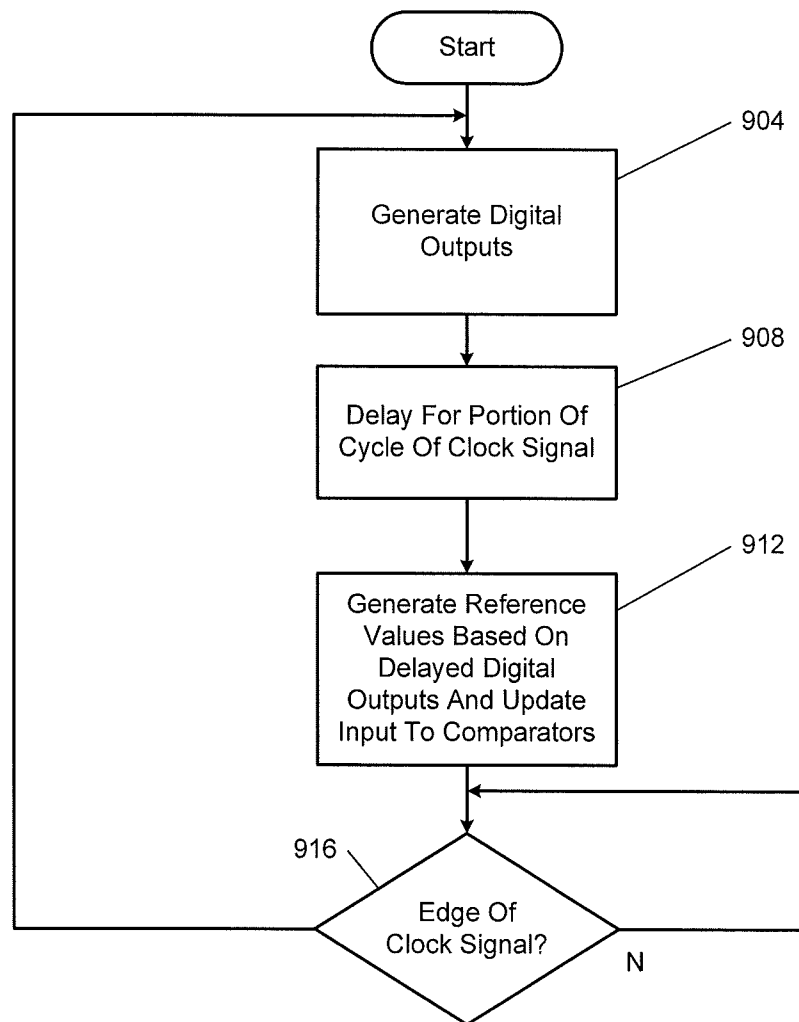 Start
904
Generate Digital
Outputs
908
Delay For Portion Of
Cycle Of Clock Signal
912
Generate Reference
Values Based On
Delayed Digital
Outputs And Update
Input To Comparators
916
Edge Of
Clock Signal?
N